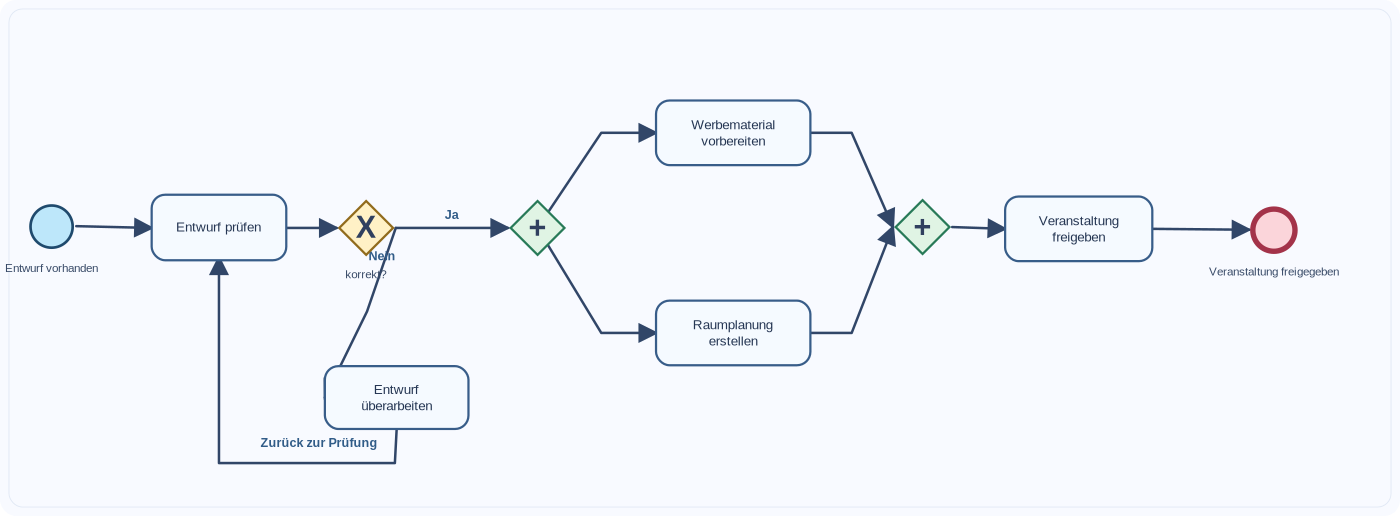 Entwurf vorhanden
Entwurf prüfen
X
Ja
Nein
korrekt?
Entwurf
überarbeiten
Zurück zur Prüfung
+
Werbematerial
vorbereiten
Raumplanung
erstellen
+
Veranstaltung
freigeben
Veranstaltung freigegeben